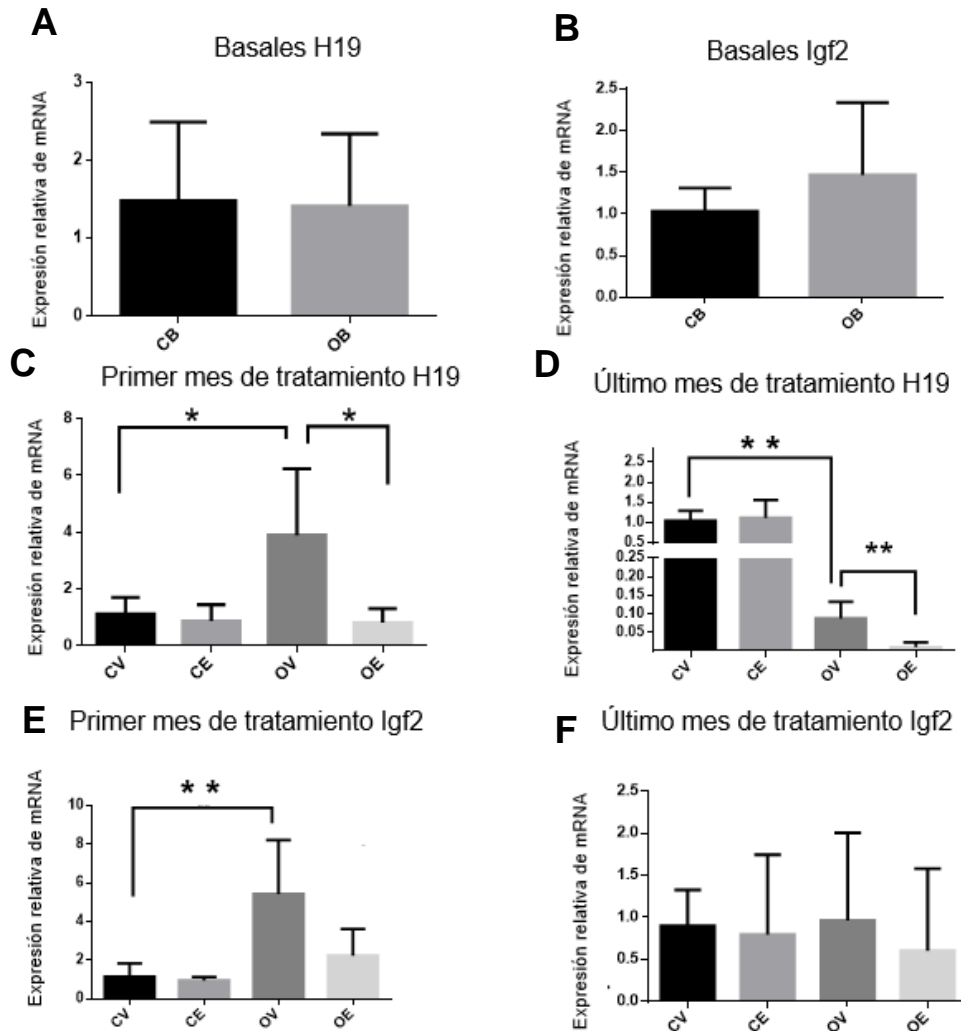 A
Basales H19
Expresión relativa de mRNA
3
2
1
0
CB
OB
B
Basales Igf2
Expresión relativa de mRNA
2.5
2.0
1.5
1.0
0.5
0.0
CB
OB
C
Primer mes de tratamiento H19
Expresión relativa de mRNA
8
6
4
2
0
*
*
CV
CE
OV
OE
D
Último mes de tratamiento H19
Expresión relativa de mRNA
2.5
2.0
1.5
1.0
0.5
0.25
0.20
0.15
0.10
0.05
* *
**
CV
CE
OV
OE
E
Primer mes de tratamiento Igf2
Expresión relativa de mRNA
10
8
6
4
2
0
* *
CV
CE
OV
OE
F
Último mes de tratamiento Igf2
Expresión relativa de mRNA
2.5
2.0
1.5
1.0
0.5
0.0
CV
CE
OV
OE